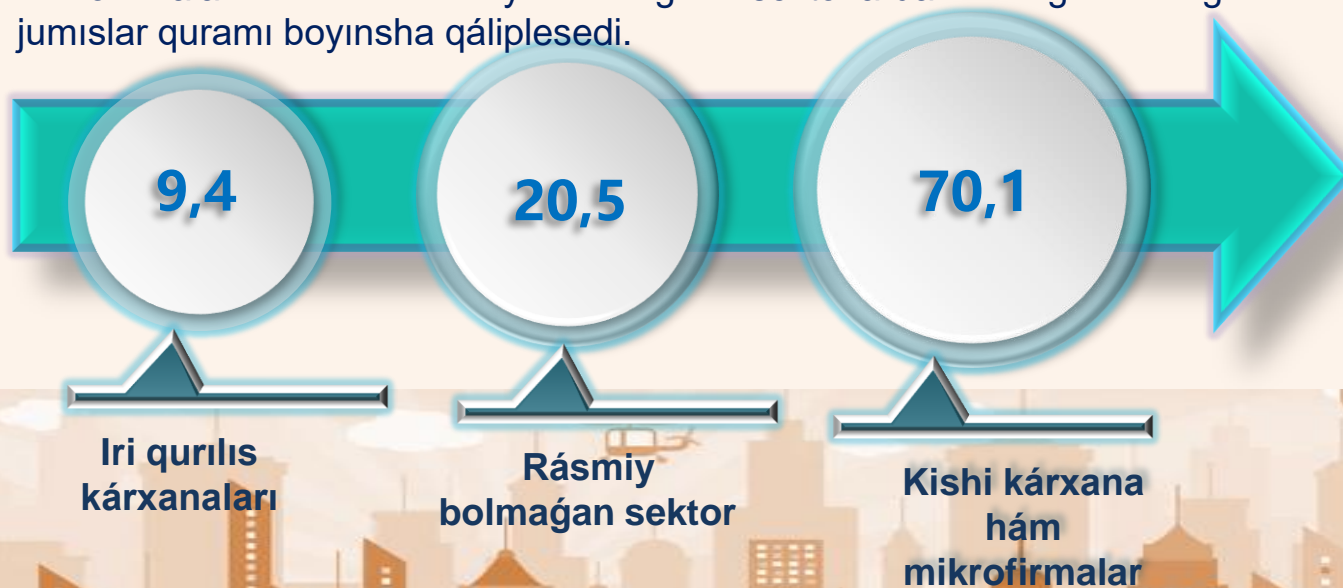 jumıslar quramı boyınsha qáliplesedi.
9,4
20,5
70,1
Iri qurılıs
kárxanaları
Rásmiy
bolmaǵan sektor
Kishi kárxana
hám
mikrofirmalar